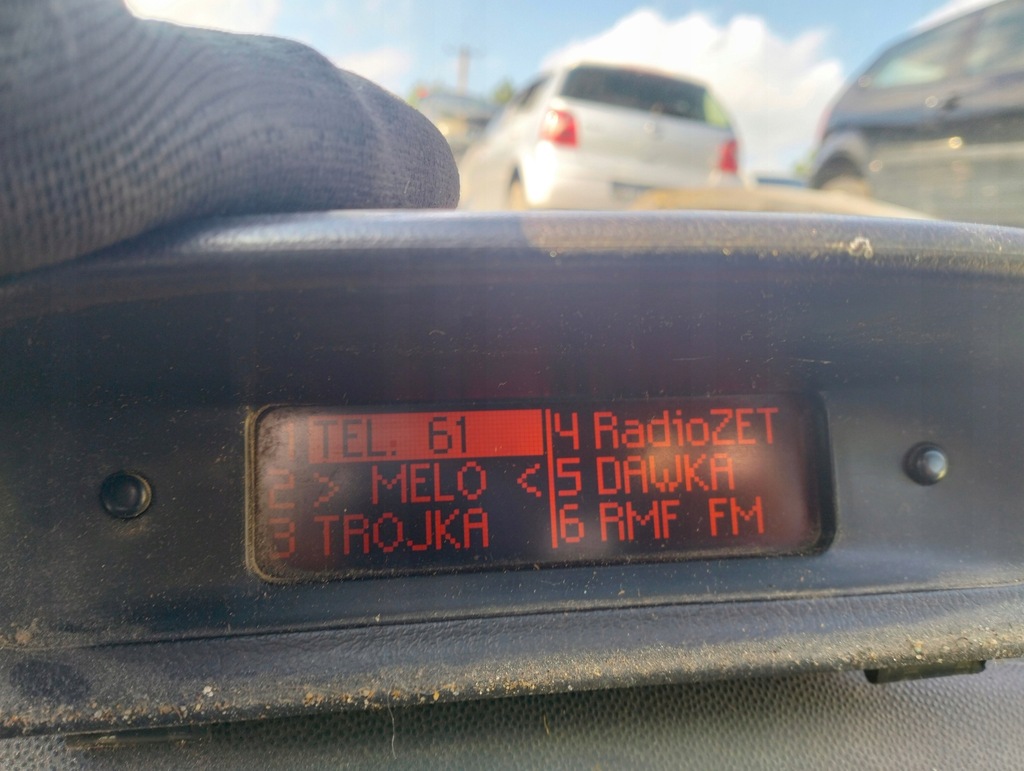 1 TEL. 61
2 > MELO <
3 TROJKA
4 RadioZET
5 DAWKA
6 RMF FM